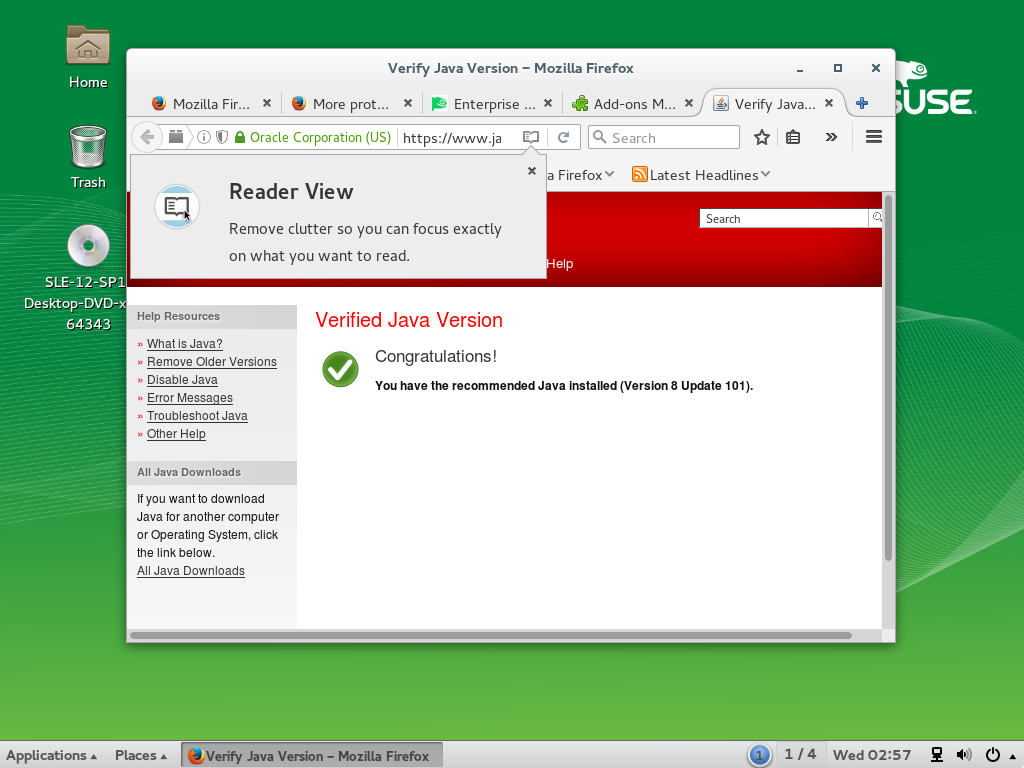 Home
Trash
SLE-12-SP1
Desktop-DVD-x
64343
SUSE
Verify Java Version – Mozilla Firefox
Mozilla Fir...
More prot...
Enterprise ...
Add-ons M...
Verify Java...
Oracle Corporation (US)
https://www.ja
Search
a Firefox
Latest Headlines
Reader View
Remove clutter so you can focus exactly
on what you want to read.
Search
Help
Help Resources
» What is Java?
» Remove Older Versions
» Disable Java
» Error Messages
» Troubleshoot Java
» Other Help
All Java Downloads
If you want to download
Java for another computer
or Operating System, click
the link below.
All Java Downloads
Verified Java Version
Congratulations!
You have the recommended Java installed (Version 8 Update 101).
Applications
Places
Verify Java Version – Mozilla Firefox
1
1 / 4
Wed 02:57